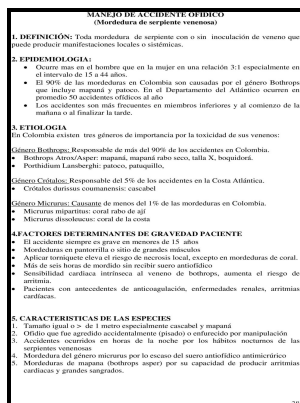 MANEJO DE ACCIDENTE OFIDICO
(Mordedura de serpiente venenosa)
1. DEFINICIÓN: Toda mordedura de serpiente con o sin inoculación de veneno que
puede producir manifestaciones locales o sistémicas.
2. EPIDEMIOLOGIA:
• Ocurre mas en el hombre que en la mujer en una relación 3:1 especialmente en
el intervalo de 15 a 44 años.
• El 90% de las mordeduras en Colombia son causadas por el género Bothrops
que incluye mapaná y patoco. En el Departamento del Atlántico ocurren en
promedio 50 accidentes ofídicos al año
• Los accidentes son más frecuentes en miembros inferiores y al comienzo de la
mañana o al finalizar la tarde.
3. ETIOLOGIA
En Colombia existen tres géneros de importancia por la toxicidad de sus venenos:
Género Bothrops: Responsable de más del 90% de los accidentes en Colombia.
• Bothrops Atrox/Asper: mapaná, mapaná rabo seco, talla X, boquidorá.
• Porthidium Lansberghi: patoco, patoquillo,
Género Crótalos: Responsable del 5% de los accidentes en la Costa Atlántica.
• Crótalos durissus coumanensis: cascabel
Género Micrurus: Causante de menos del 1% de las mordeduras en Colombia.
• Micrurus mipartitus: coral rabo de ají
• Micrurus dissoleucus: coral de la costa
4.FACTORES DETERMINANTES DE GRAVEDAD PACIENTE
• El accidente siempre es grave en menores de 15 años
• Mordeduras en pantorrilla o sitio de grandes músculos
• Aplicar torniquete eleva el riesgo de necrosis local, excepto en mordeduras de coral.
• Más de seis horas de mordido sin recibir suero antiofídico
• Sensibilidad cardiaca intrínseca al veneno de bothrops, aumenta el riesgo de
arritmia.
• Pacientes con antecedentes de anticoagulación, enfermedades renales, arritmias
cardíacas.
5. CARACTERISTICAS DE LAS ESPECIES
1. Tamaño igual o > de 1 metro especialmente cascabel y mapaná
2. Ofidio que fue agredido accidentalmente (pisado) o enfurecido por manipulación
3. Accidentes ocurridos en horas de la noche por los hábitos nocturnos de las
serpientes venenosas
4. Mordedura del género micrurus por lo escaso del suero antiofídico antimicrúrico
5. Mordeduras de mapana (bothrops asper) por su capacidad de producir arritmias
cardiacas y grandes sangrados.